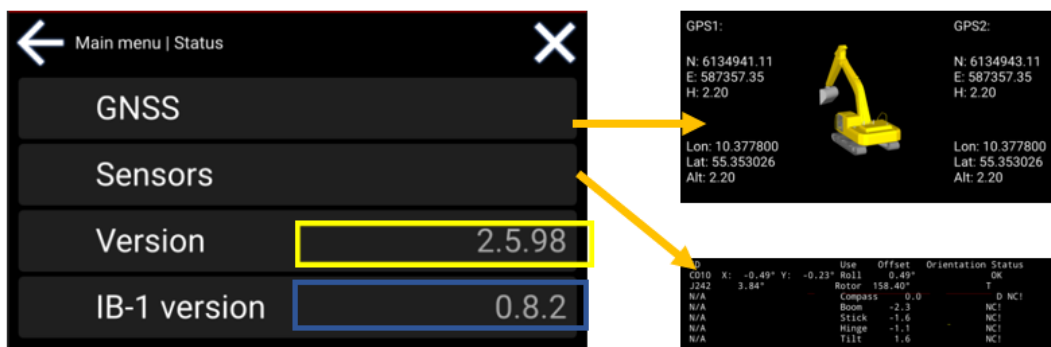 Main menu | Status
GNSS
Sensors
Version 2.5.98
IB-1 version 0.8.2
GPS1: GPS2:
N: 6134941.11 N: 6134943.11
E: 587357.35 E: 587357.35
H: 2.20 H: 2.20
Lon: 10.377800 Lon: 10.377800
Lat: 55.353026 Lat: 55.353026
Alt: 2.20 Alt: 2.20
Use Offset Orientation Status
CO10 X: -0.49° Y: -0.23° Roll 0.49° OK
J242 3.84° Rotor 158.40° T
N/A Compass 0.0 D NC!
N/A Boom -2.3 NC!
N/A Stick -1.6 NC!
N/A Hinge -1.1 NC!
N/A Tilt 1.6 NC!